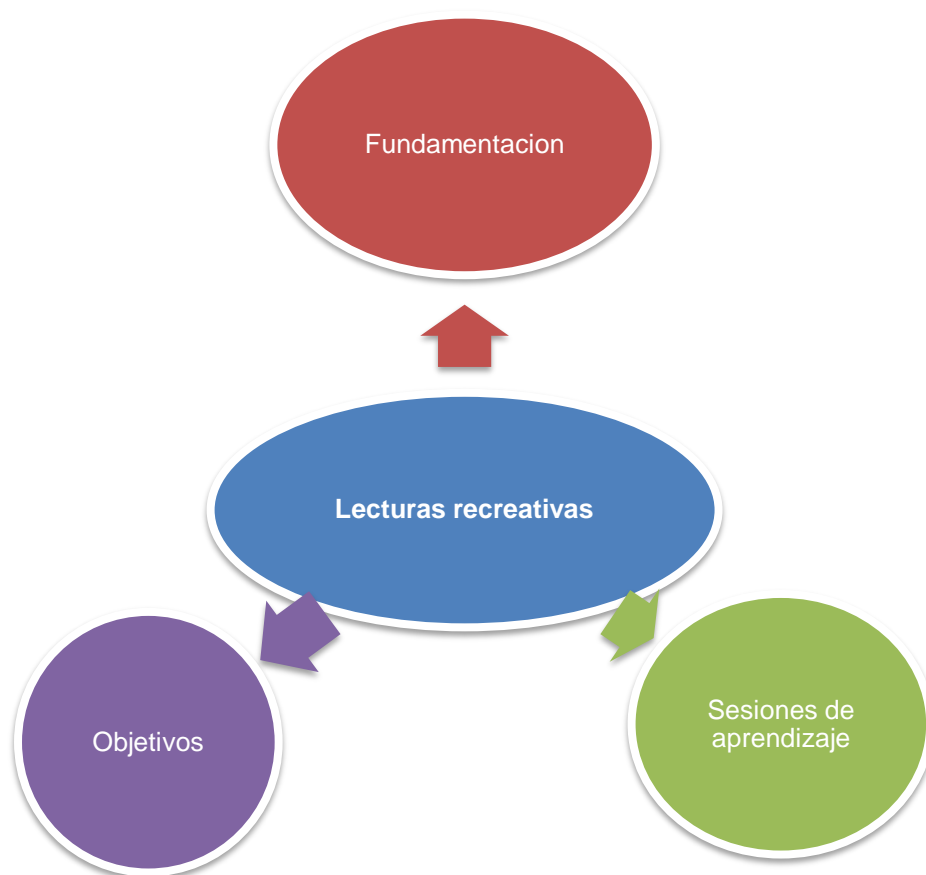 Fundamentacion
Lecturas recreativas
Objetivos
Sesiones de
aprendizaje